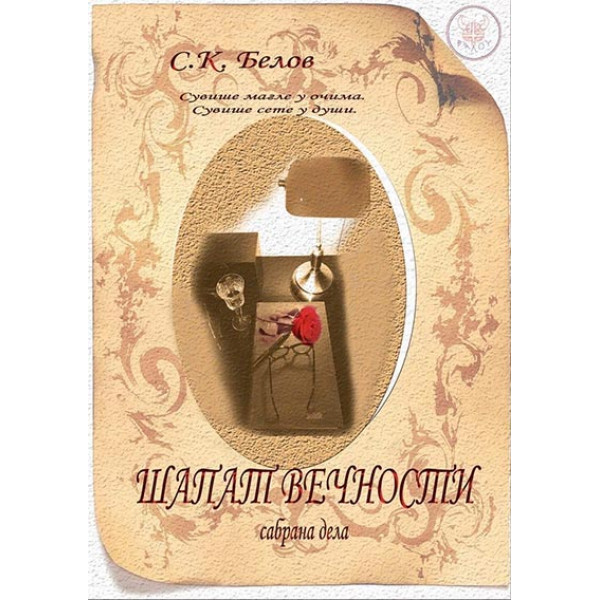 С.К. Белов
Сувише магле у очима.
Сувише сете у души.
ШАПАТ ВЕЧНОСТИ
сабрана дела